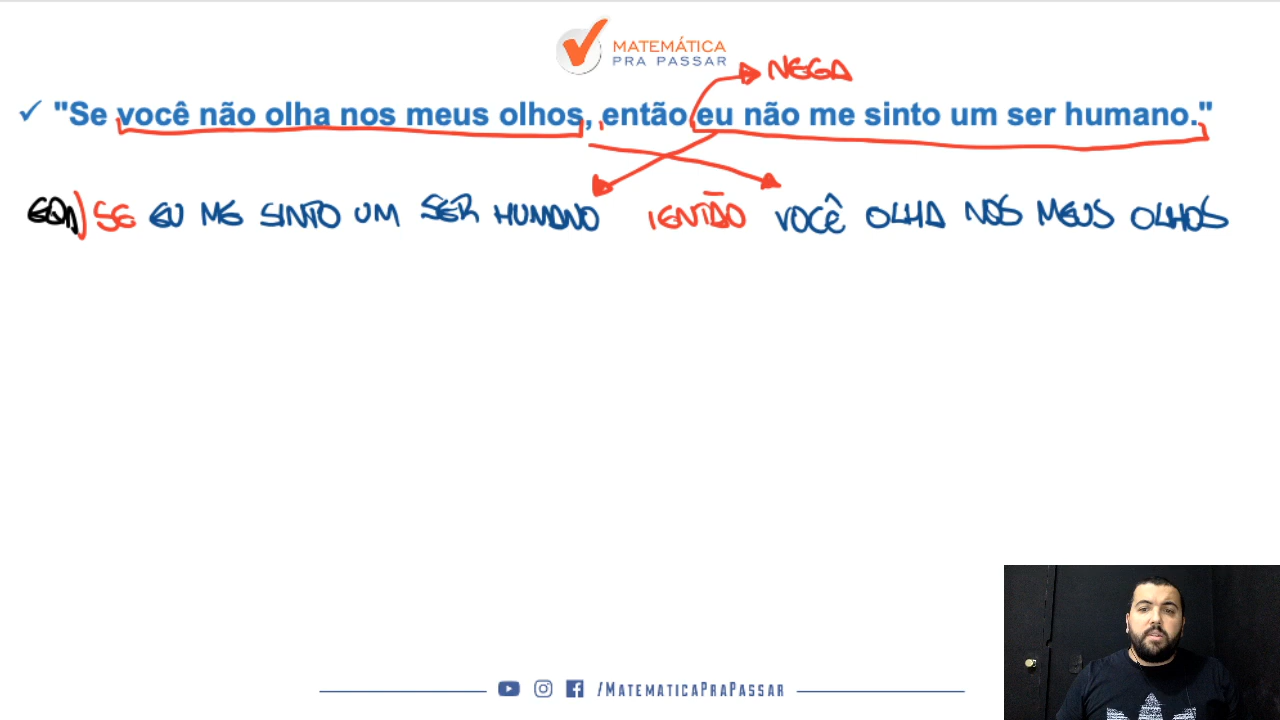 MATEMÁTICA
PRA PASSAR
NEGA
✓ "Se você não olha nos meus olhos, então eu não me sinto um ser humano."
EQ1) SE EU ME SINTO UM SER HUMANO , ENTÃO VOCÊ OLHA NOS MEUS OLHOS
/MATEMATICAPRAPASSAR